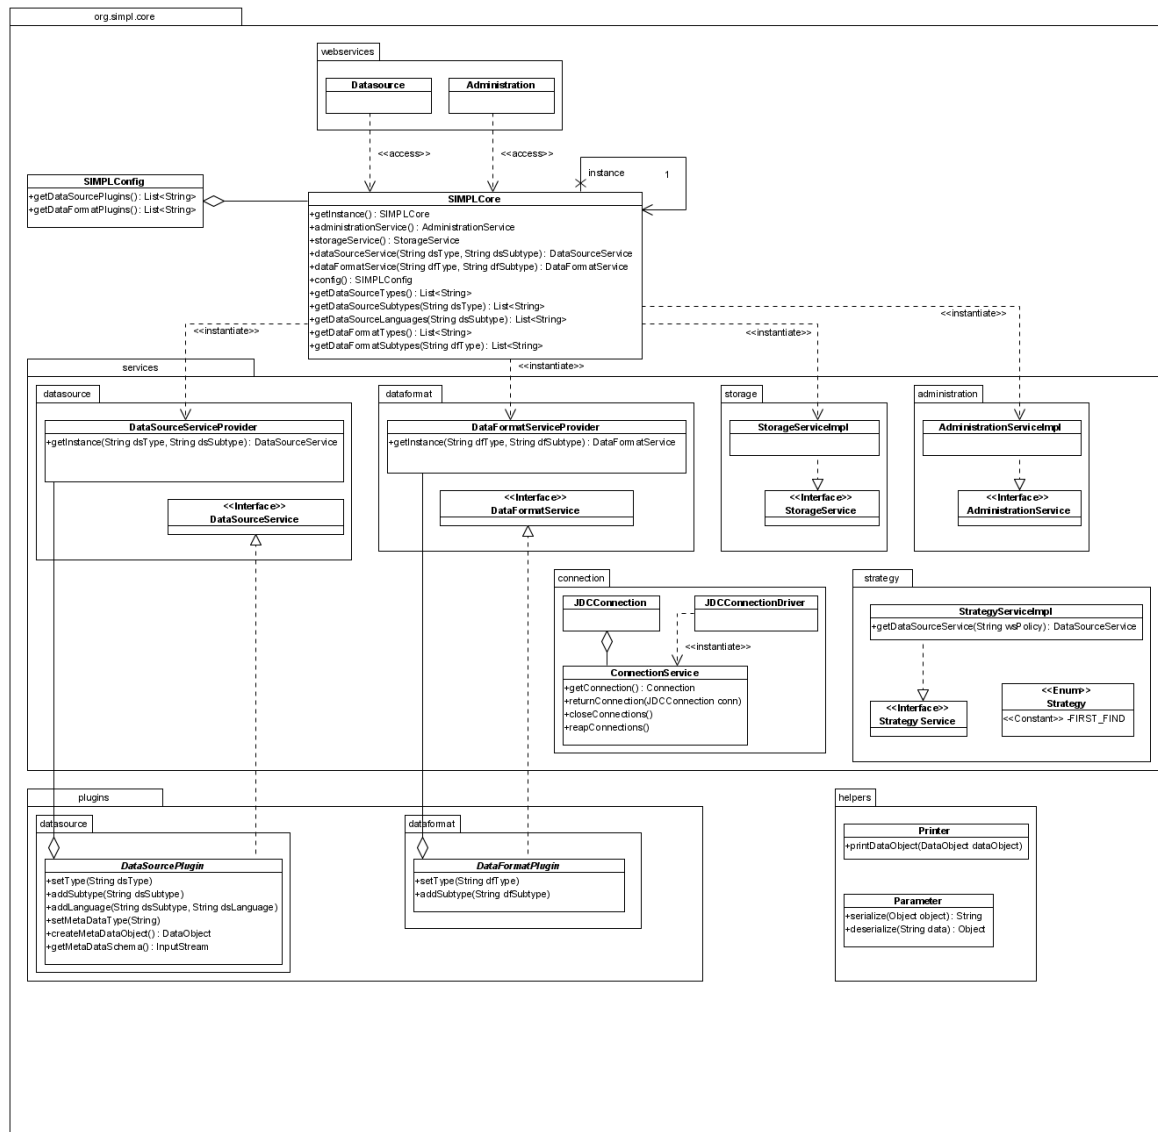 org.simpl.core
webservices
Datasource
Administration
<<access>>
<<access>>
instance
1
SIMPLConfig
+getDataSourcePlugins() : List<String>
+getDataFormatPlugins() : List<String>
SIMPLCore
+getInstance() : SIMPLCore
+administrationService() : AdministrationService
+storageService() : StorageService
+dataSourceService(String dsType, String dsSubtype) : DataSourceService
+dataFormatService(String dfType, String dfSubtype) : DataFormatService
+config() : SIMPLConfig
+getDataSourceTypes() : List<String>
+getDataSourceSubtypes(String dsType) : List<String>
+getDataSourceLanguages(String dsSubtype) : List<String>
+getDataFormatTypes() : List<String>
+getDataFormatSubtypes(String dfType) : List<String>
<<instantiate>>
<<instantiate>>
<<instantiate>>
<<instantiate>>
services
datasource
DataSourceServiceProvider
+getInstance(String dsType, String dsSubtype) : DataSourceService
<<Interface>>
DataSourceService
dataformat
DataFormatServiceProvider
+getInstance(String dfType, String dfSubtype) : DataFormatService
<<Interface>>
DataFormatService
storage
StorageServiceImpl
<<Interface>>
StorageService
administration
AdministrationServiceImpl
<<Interface>>
AdministrationService
connection
JDCConnection
JDCConnectionDriver
<<instantiate>>
ConnectionService
+getConnection() : Connection
+returnConnection(JDCConnection conn)
+closeConnections()
+reapConnections()
strategy
StrategyServiceImpl
+getDataSourceService(String wsPolicy) : DataSourceService
<<Interface>>
Strategy Service
<<Enum>>
Strategy
<<Constant>> -FIRST_FIND
plugins
datasource
DataSourcePlugin
+setType(String dsType)
+addSubtype(String dsSubtype)
+addLanguage(String dsSubtype, String dsLanguage)
+setMetaDataType(String)
+createMetaDataObject() : DataObject
+getMetaDataSchema() : InputStream
dataformat
DataFormatPlugin
+setType(String dfType)
+addSubtype(String dfSubtype)
helpers
Printer
+printDataObject(DataObject dataObject)
Parameter
+serialize(Object object) : String
+deserialize(String data) : Object